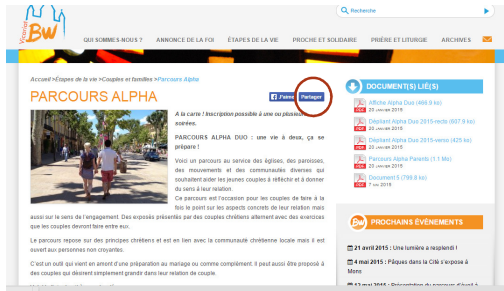 Vicariat
BW
Recherche
QUI SOMMES-NOUS ? ANNONCE DE LA FOI ÉTAPES DE LA VIE PROCHE ET SOLIDAIRE PRIÈRE ET LITURGIE ARCHIVES
Accueil >Étapes de la vie >Couples et familles >Parcours Alpha
PARCOURS ALPHA
J'aime Partager
A la carte ! Inscription possible à une ou plusieurs
soirées.
PARCOURS ALPHA DUO : une vie à deux, ça se
prépare !
Voici un parcours au service des églises, des paroisses,
des mouvements et des communautés diverses qui
souhaitent aider les jeunes couples à réfléchir et à donner
du sens à leur relation.
Ce parcours est l'occasion pour les couples de faire à la
fois le point sur les aspects concrets de leur relation mais
aussi sur le sens de l'engagement. Des exposés présentés par des couples chrétiens alternent avec des exercices
que les couples devront faire entre eux.
Le parcours repose sur des principes chrétiens et est en lien avec la communauté chrétienne locale mais il est
ouvert aux personnes non croyantes.
C'est un outil qui vient en amont d'une préparation au mariage ou comme complément. Il peut aussi être proposé à
des couples qui désirent simplement grandir dans leur relation de couple.
DOCUMENT(S) LIÉ(S)
Affiche Alpha Duo (460.9 ko)
20 JANVIER 2015
Dépliant Alpha Duo 2015-recto (607.9 ko)
20 JANVIER 2015
Dépliant Alpha Duo 2015-verso (425 ko)
20 JANVIER 2015
Parcours Alpha Parents (1.1 Mo)
20 JANVIER 2015
Document 5 (799.8 ko)
7 MAI 2015
BW PROCHAINS ÉVÈNEMENTS
21 avril 2015 : Une lumière a resplendi !
4 mai 2015 : Pâques dans la Cité s'expose à
Mons